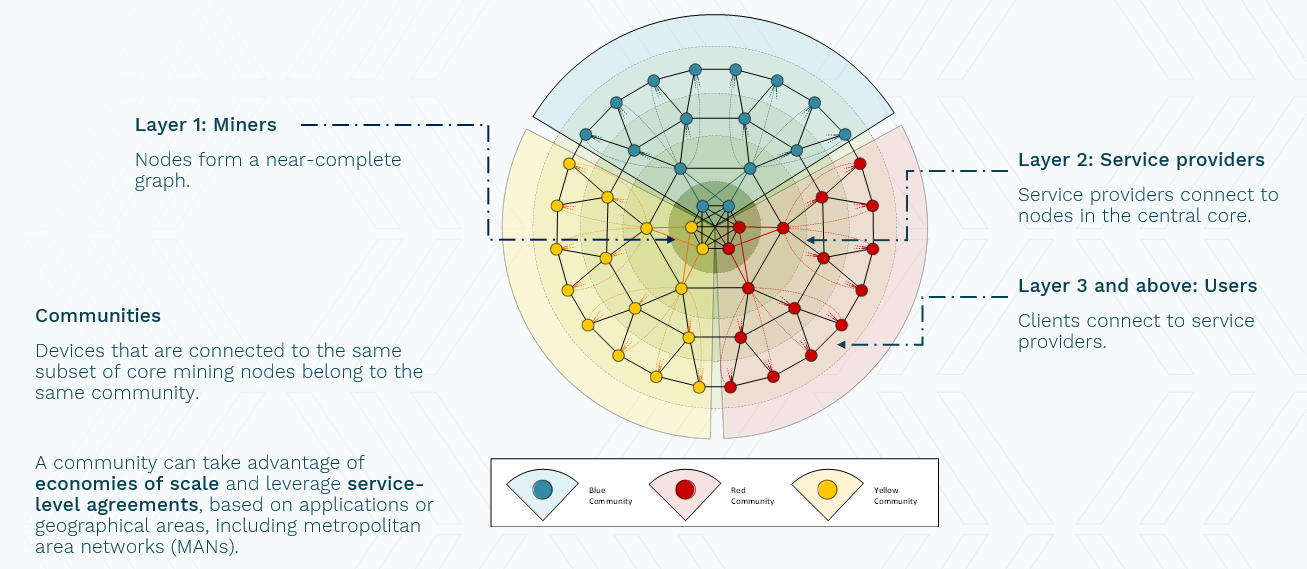 Layer 1: Miners
Nodes form a near-complete
graph.
Layer 2: Service providers
Service providers connect to
nodes in the central core.
Layer 3 and above: Users
Clients connect to service
providers.
Communities
Devices that are connected to the same
subset of core mining nodes belong to the
same community.
A community can take advantage of
economies of scale and leverage service-
level agreements, based on applications or
geographical areas, including metropolitan
area networks (MANs).
Blue
Community
Red
Community
Yellow
Community